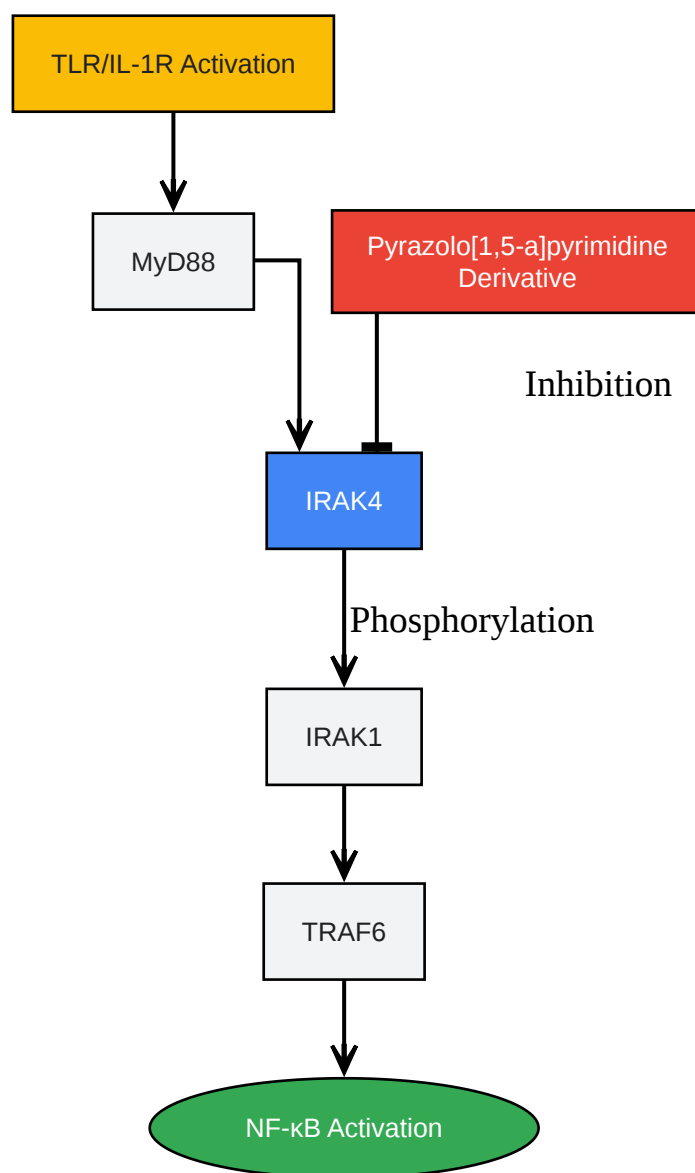 TLR/IL-1R Activation
MyD88
Pyrazolo[1,5-a]pyrimidine
Derivative
Inhibition
IRAK4
Phosphorylation
IRAK1
TRAF6
NF-κB Activation